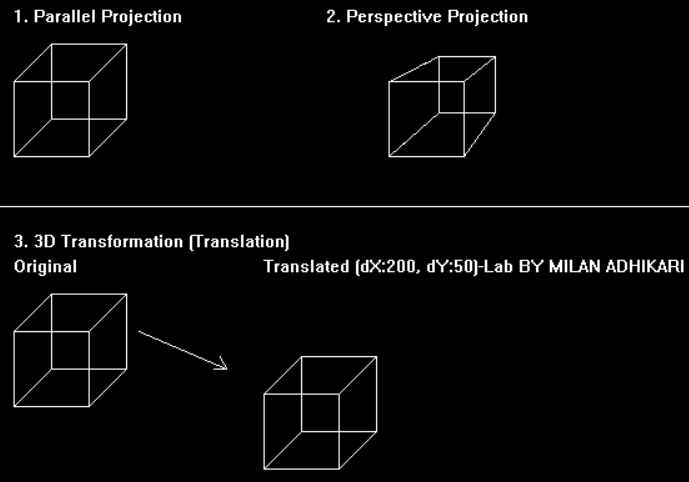 1. Parallel Projection
2. Perspective Projection
3. 3D Transformation (Translation)
Original
Translated (dX:200, dY:50)-Lab BY MILAN ADHIKARI